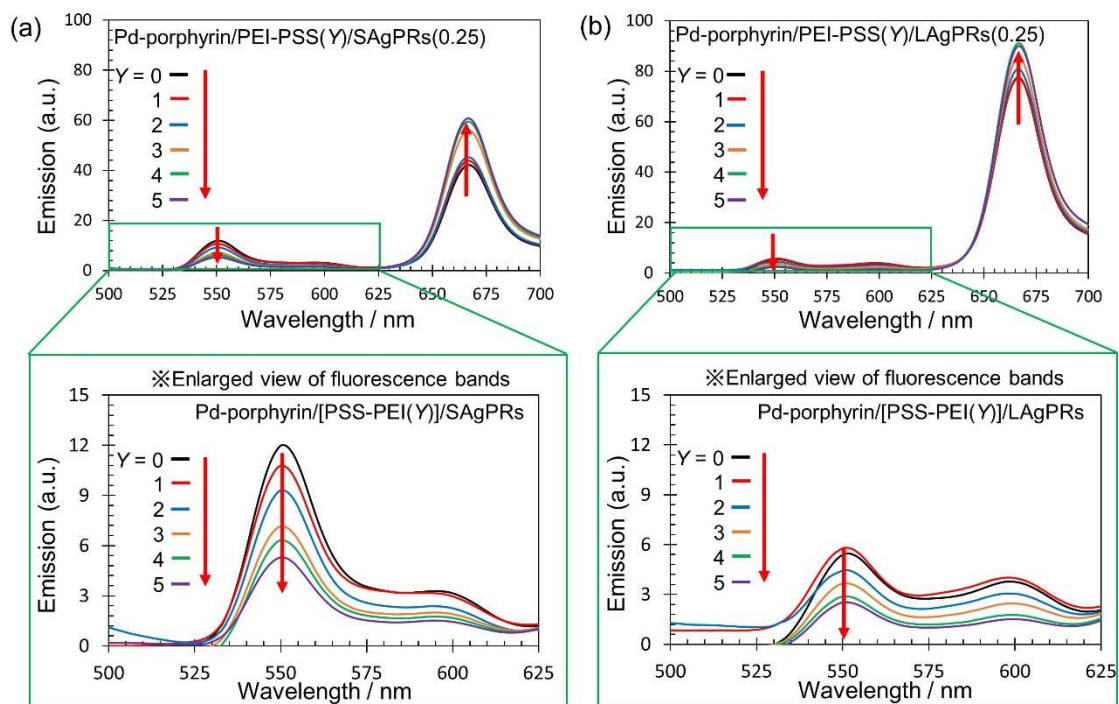 (a)
Pd-porphyrin/PEI-PSS(Y)/SAgPRs(0.25)
Emission (a.u.)
100
80
60
40
20
0
Y = 0
1
2
3
4
5
500 525 550 575 600 625 650 675 700
Wavelength / nm
(b)
Pd-porphyrin/PEI-PSS(Y)/LAgPRs(0.25)
Emission (a.u.)
100
80
60
40
20
0
Y = 0
1
2
3
4
5
500 525 550 575 600 625 650 675 700
Wavelength / nm
※Enlarged view of fluorescence bands
Pd-porphyrin/[PSS-PEI(Y)]/SAgPRs
Emission (a.u.)
15
12
9
6
3
0
Y = 0
1
2
3
4
5
500 525 550 575 600 625
Wavelength / nm
※Enlarged view of fluorescence bands
Pd-porphyrin/[PSS-PEI(Y)]/LAgPRs
Emission (a.u.)
15
12
9
6
3
0
Y = 0
1
2
3
4
5
500 525 550 575 600 625
Wavelength / nm